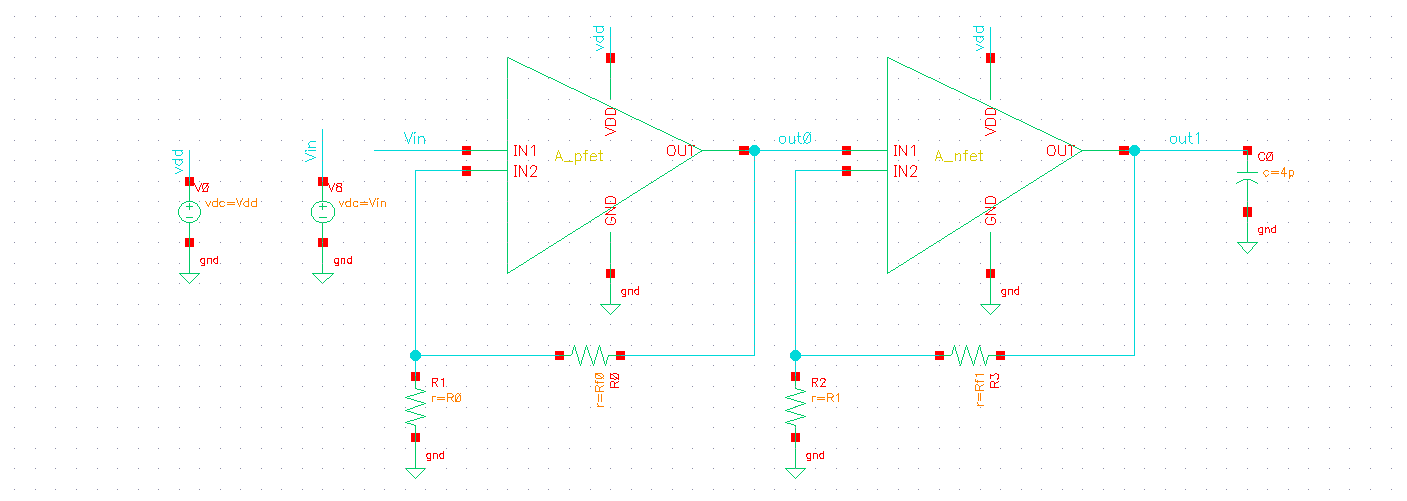 vdd
V0
vdc=Vdd
gnd
Vin
V8
vdc=Vin
gnd
Vin
IN1
IN2
A_pfet
OUT
vdd
VDD
GND
gnd
out0
R1
r=R0
gnd
r=Rf0
R0
IN1
IN2
A_nfet
OUT
vdd
VDD
GND
gnd
out1
R2
r=R1
gnd
r=Rf1
R3
C0
c=4p
gnd